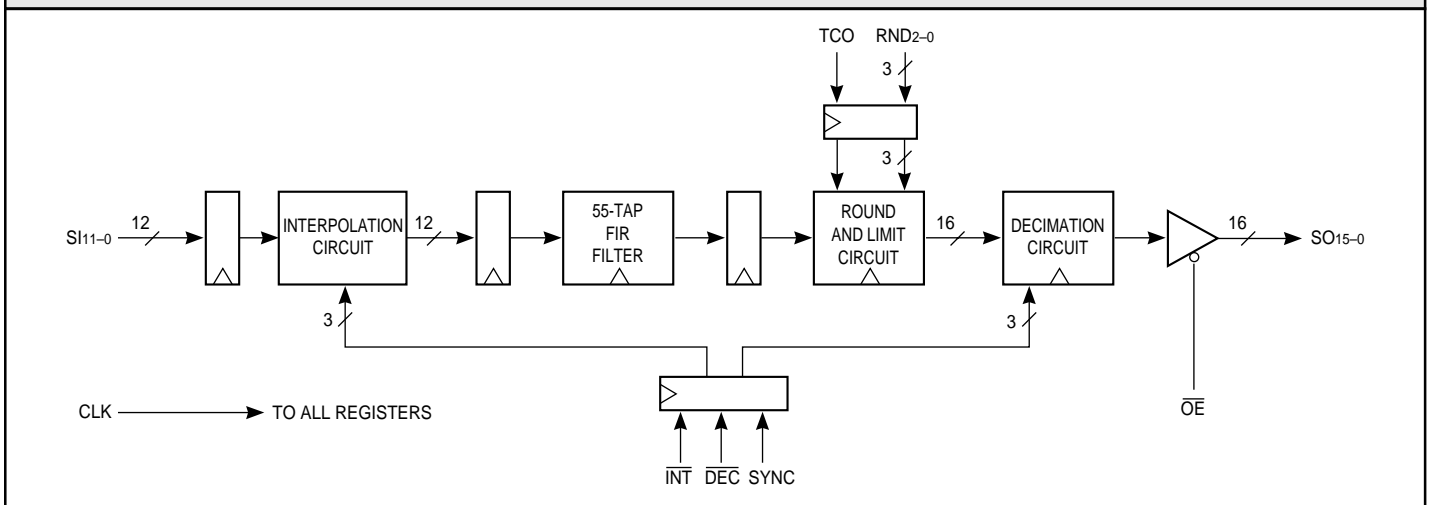 TCO RND2–0
3
3
SI11–0 12
INTERPOLATION
CIRCUIT
12
55-TAP
FIR
FILTER
ROUND
AND LIMIT
CIRCUIT
16
DECIMATION
CIRCUIT
16 SO15–0
3
3
CLK TO ALL REGISTERS
OE
INT DEC SYNC